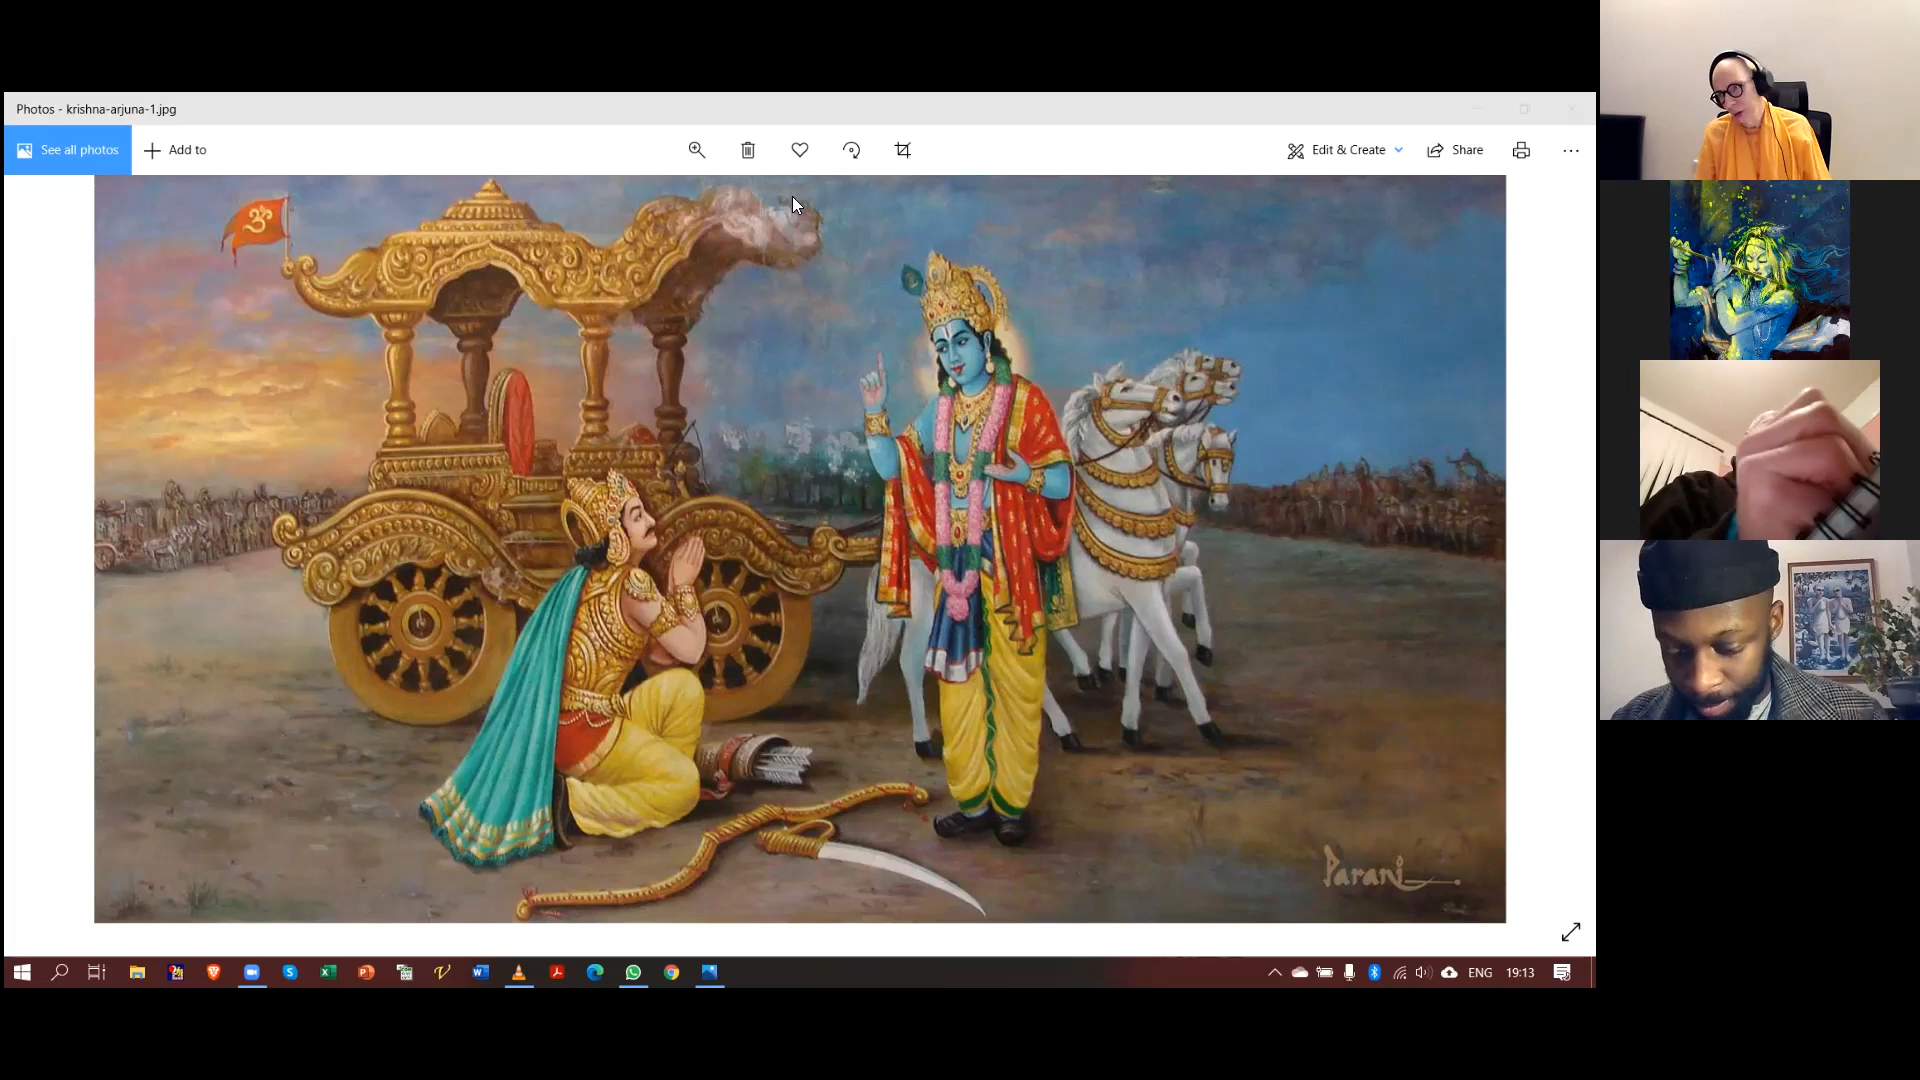 Photos - krishna-arjuna-1.jpg
See all photos
Add to
Edit & Create
Share
ॐ
Parani
ENG
19:13